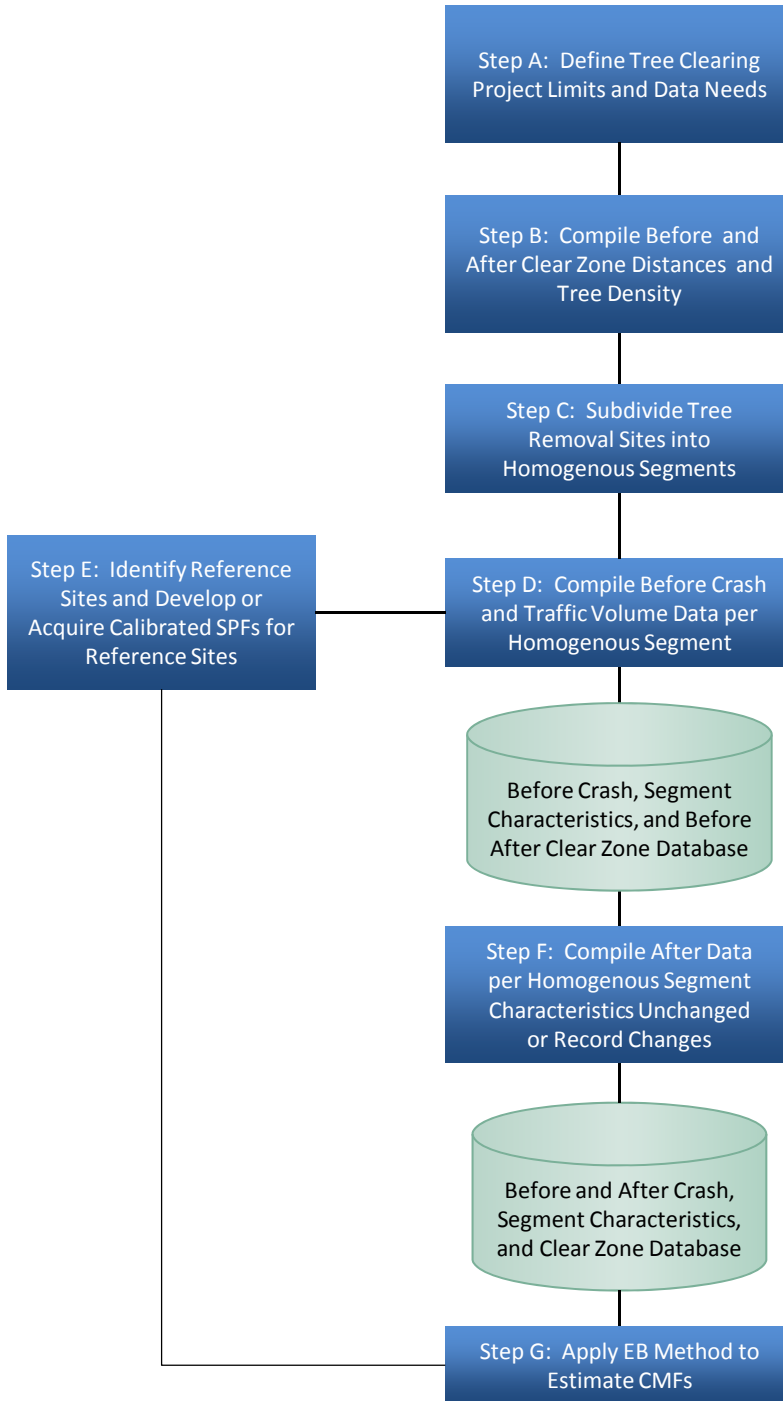 Step A: Define Tree Clearing
Project Limits and Data Needs
Step B: Compile Before and
After Clear Zone Distances and
Tree Density
Step C: Subdivide Tree
Removal Sites into
Homogenous Segments
Step E: Identify Reference
Sites and Develop or
Acquire Calibrated SPFs for
Reference Sites
Step D: Compile Before Crash
and Traffic Volume Data per
Homogenous Segment
Before Crash, Segment
Characteristics, and Before
After Clear Zone Database
Step F: Compile After Data
per Homogenous Segment
Characteristics Unchanged
or Record Changes
Before and After Crash,
Segment Characteristics,
and Clear Zone Database
Step G: Apply EB Method to
Estimate CMFs